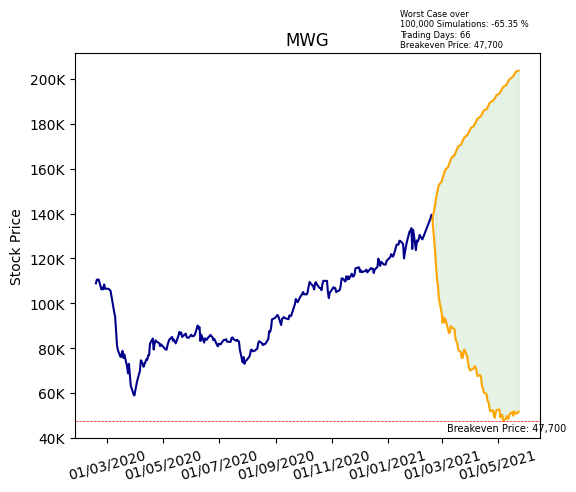 Worst Case over
100,000 Simulations: -65.35 %
Trading Days: 66
Breakeven Price: 47,700
MWG
Stock Price
200K
180K
160K
140K
120K
100K
80K
60K
40K
Breakeven Price: 47,700
01/03/2020
01/05/2020
01/07/2020
01/09/2020
01/11/2020
01/01/2021
01/03/2021
01/05/2021